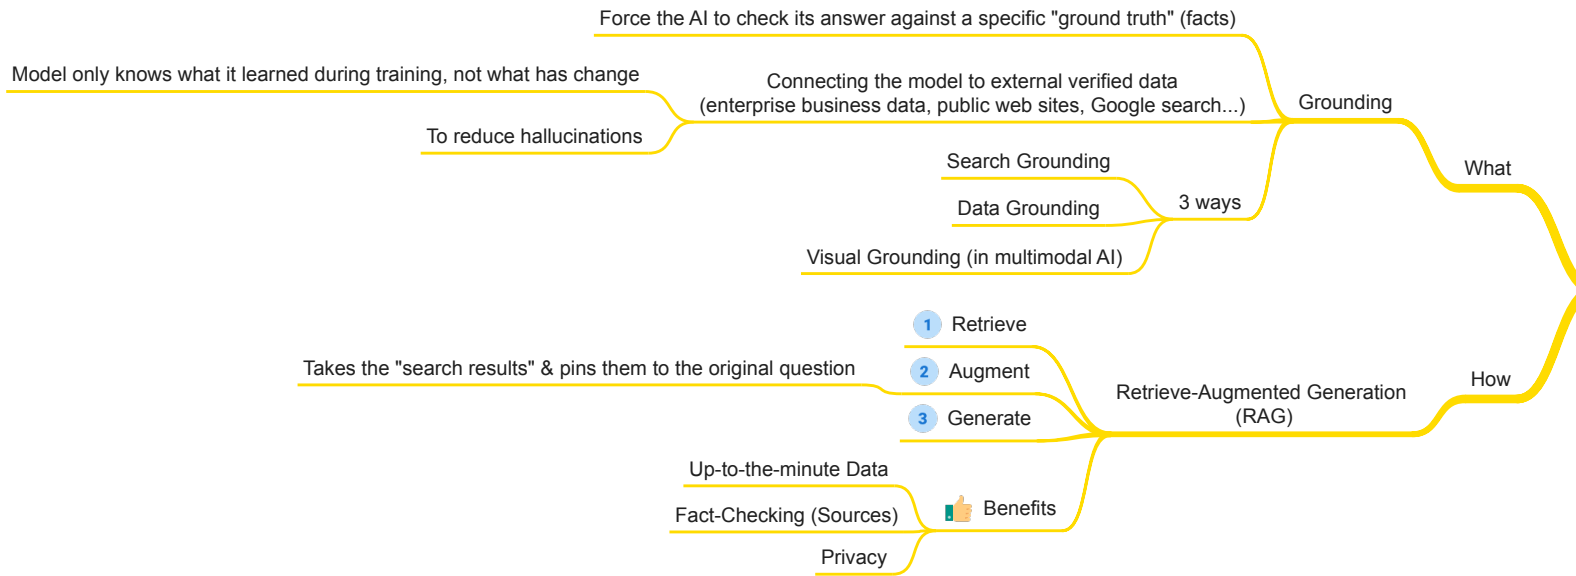 Force the AI to check its answer against a specific "ground truth" (facts)
Model only knows what it learned during training, not what has change
Connecting the model to external verified data
(enterprise business data, public web sites, Google search...)
Grounding
To reduce hallucinations
Search Grounding
What
Data Grounding
3 ways
Visual Grounding (in multimodal AI)
1 Retrieve
Takes the "search results" & pins them to the original question
2 Augment
How
Retrieve-Augmented Generation
(RAG)
3 Generate
Up-to-the-minute Data
Benefits
Fact-Checking (Sources)
Privacy